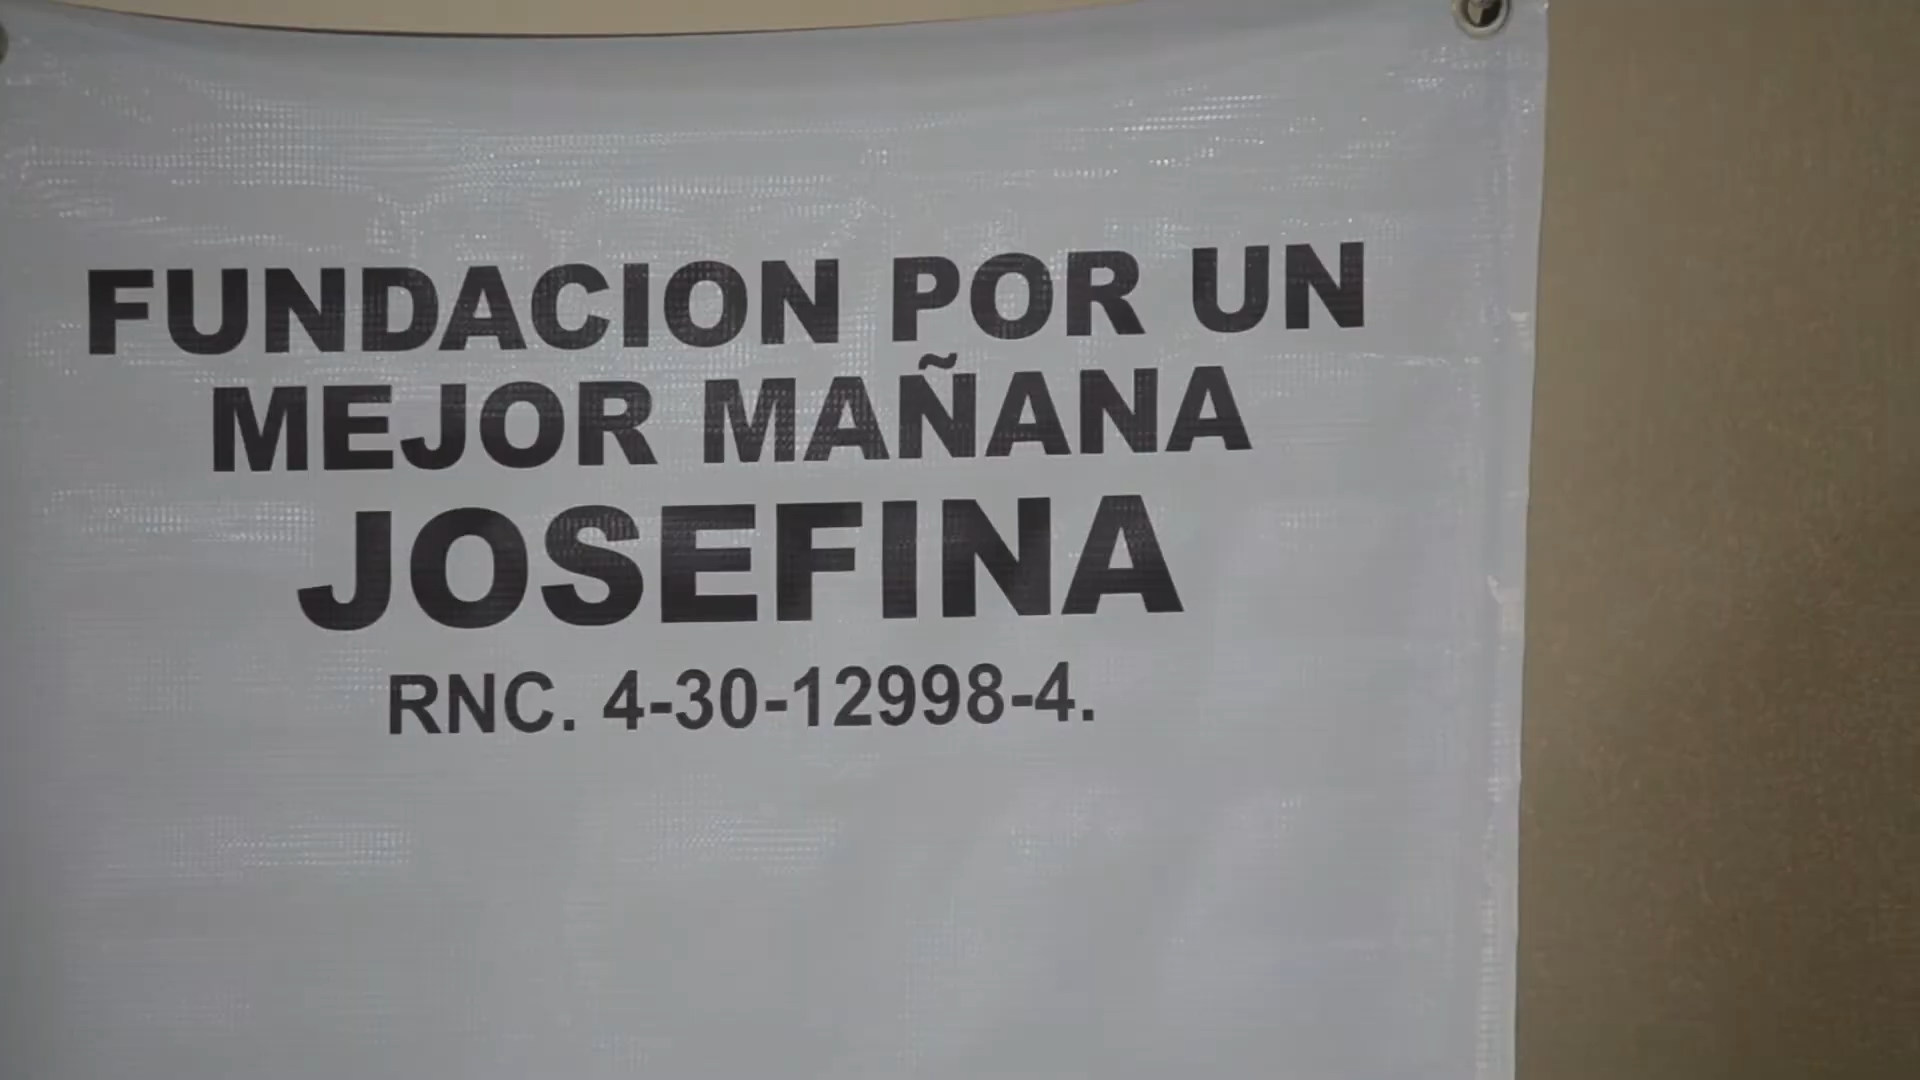 FUNDACION POR UN
MEJOR MAÑANA
JOSEFINA
RNC. 4-30-12998-4.